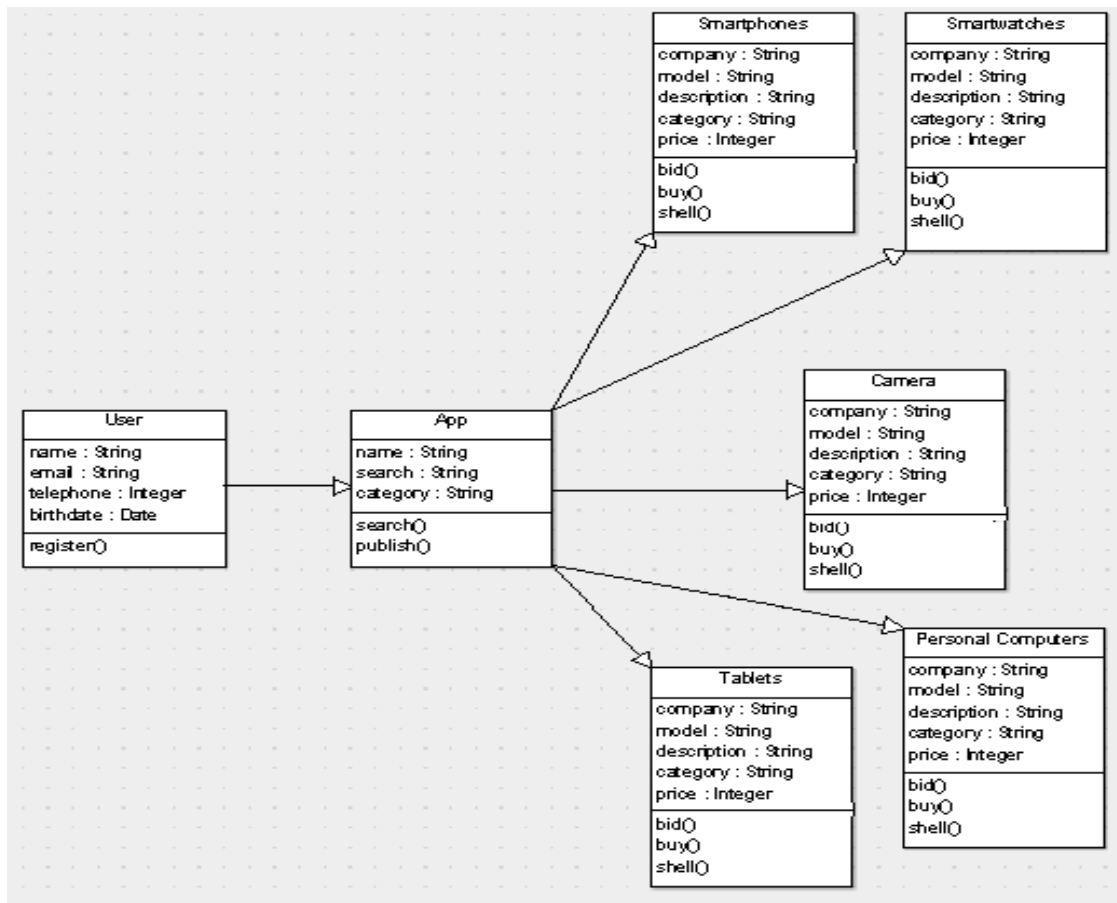 Smartphones
company : String
model : String
description : String
category : String
price : Integer
bid()
buy()
shell()
Smartwatches
company : String
model : String
description : String
category : String
price : Integer
bid()
buy()
shell()
User
name : String
email : String
telephone : Integer
birthdate : Date
register()
App
name : String
search : String
category : String
search()
publish()
Camera
company : String
model : String
description : String
category : String
price : Integer
bid()
buy()
shell()
Tablets
company : String
model : String
description : String
category : String
price : Integer
bid()
buy()
shell()
Personal Computers
company : String
model : String
description : String
category : String
price : Integer
bid()
buy()
shell()